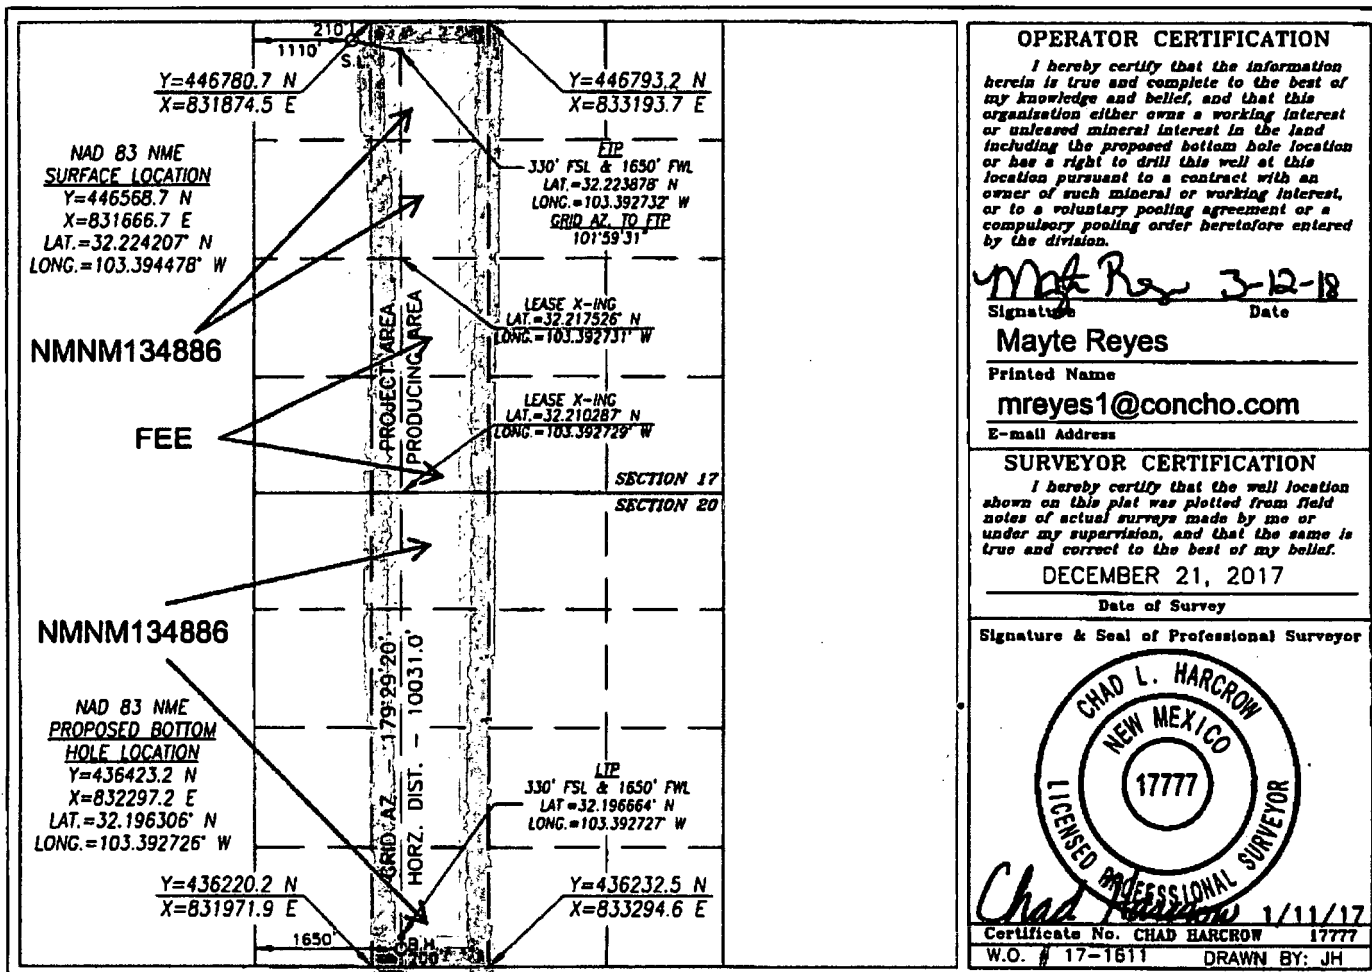 210'
1110'
S.L.
Y=446780.7 N
X=831874.5 E
Y=446793.2 N
X=833193.7 E
NAD 83 NME
SURFACE LOCATION
Y=446568.7 N
X=831666.7 E
LAT.=32.224207° N
LONG.=103.394478° W
FTP
330' FSL & 1650' FWL
LAT.=32.223878° N
LONG.=103.392732° W
GRID AZ. TO FTP
101°59'31"
NMNM134886
LEASE X-ING
LAT.=32.217526° N
LONG.=103.392731° W
PROJECT AREA
PRODUCING AREA
FEE
LEASE X-ING
LAT.=32.210287° N
LONG.=103.392729° W
SECTION 17
SECTION 20
NMNM134886
GRID AZ. - 179°29'20"
HORZ. DIST. - 10031.0'
NAD 83 NME
PROPOSED BOTTOM
HOLE LOCATION
Y=436423.2 N
X=832297.2 E
LAT.=32.196306° N
LONG.=103.392726° W
LTP
330' FSL & 1650' FWL
LAT =32.196664° N
LONG.=103.392727° W
Y=436220.2 N
X=831971.9 E
Y=436232.5 N
X=833294.6 E
1650'
B.H.
200'
OPERATOR CERTIFICATION
I hereby certify that the information
herein is true and complete to the best of
my knowledge and belief, and that this
organization either owns a working interest
or unleased mineral interest in the land
including the proposed bottom hole location
or has a right to drill this well at this
location pursuant to a contract with an
owner of such mineral or working interest,
or to a voluntary pooling agreement or a
compulsory pooling order heretofore entered
by the division.
3-12-18
Signature Date
Mayte Reyes
Printed Name
mreyes1@concho.com
E-mail Address
SURVEYOR CERTIFICATION
I hereby certify that the well location
shown on this plat was plotted from field
notes of actual surveys made by me or
under my supervision, and that the same is
true and correct to the best of my belief.
DECEMBER 21, 2017
Date of Survey
Signature & Seal of Professional Surveyor
CHAD L. HARCROW
NEW MEXICO
17777
LICENSED PROFESSIONAL SURVEYOR
Chad Harcrow 1/11/17
Certificate No. CHAD HARCROW 17777
W.O. # 17-1611 DRAWN BY: JH